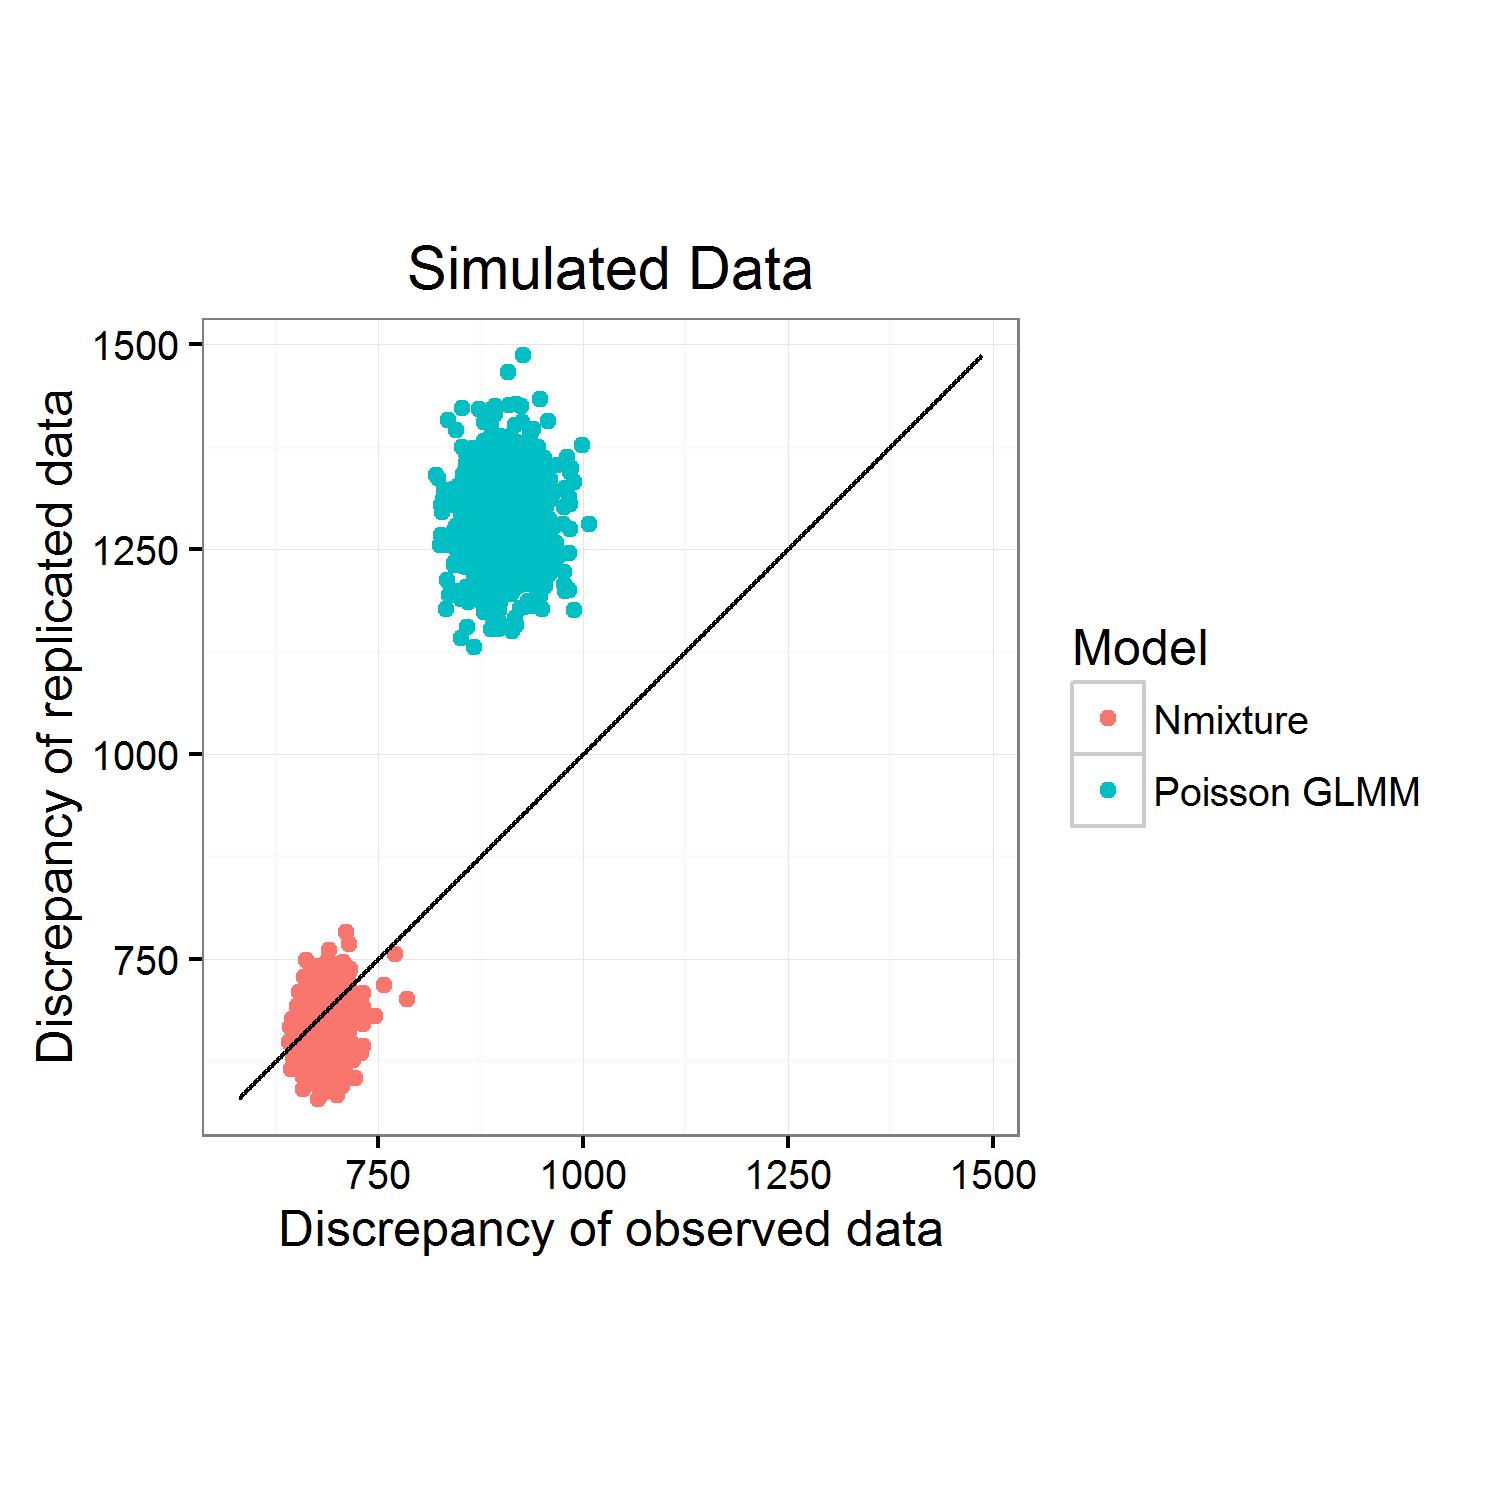 Simulated Data
1500
1250
1000
750
Discrepancy of replicated data
750 1000 1250 1500
Discrepancy of observed data
Model
Nmixture
Poisson GLMM